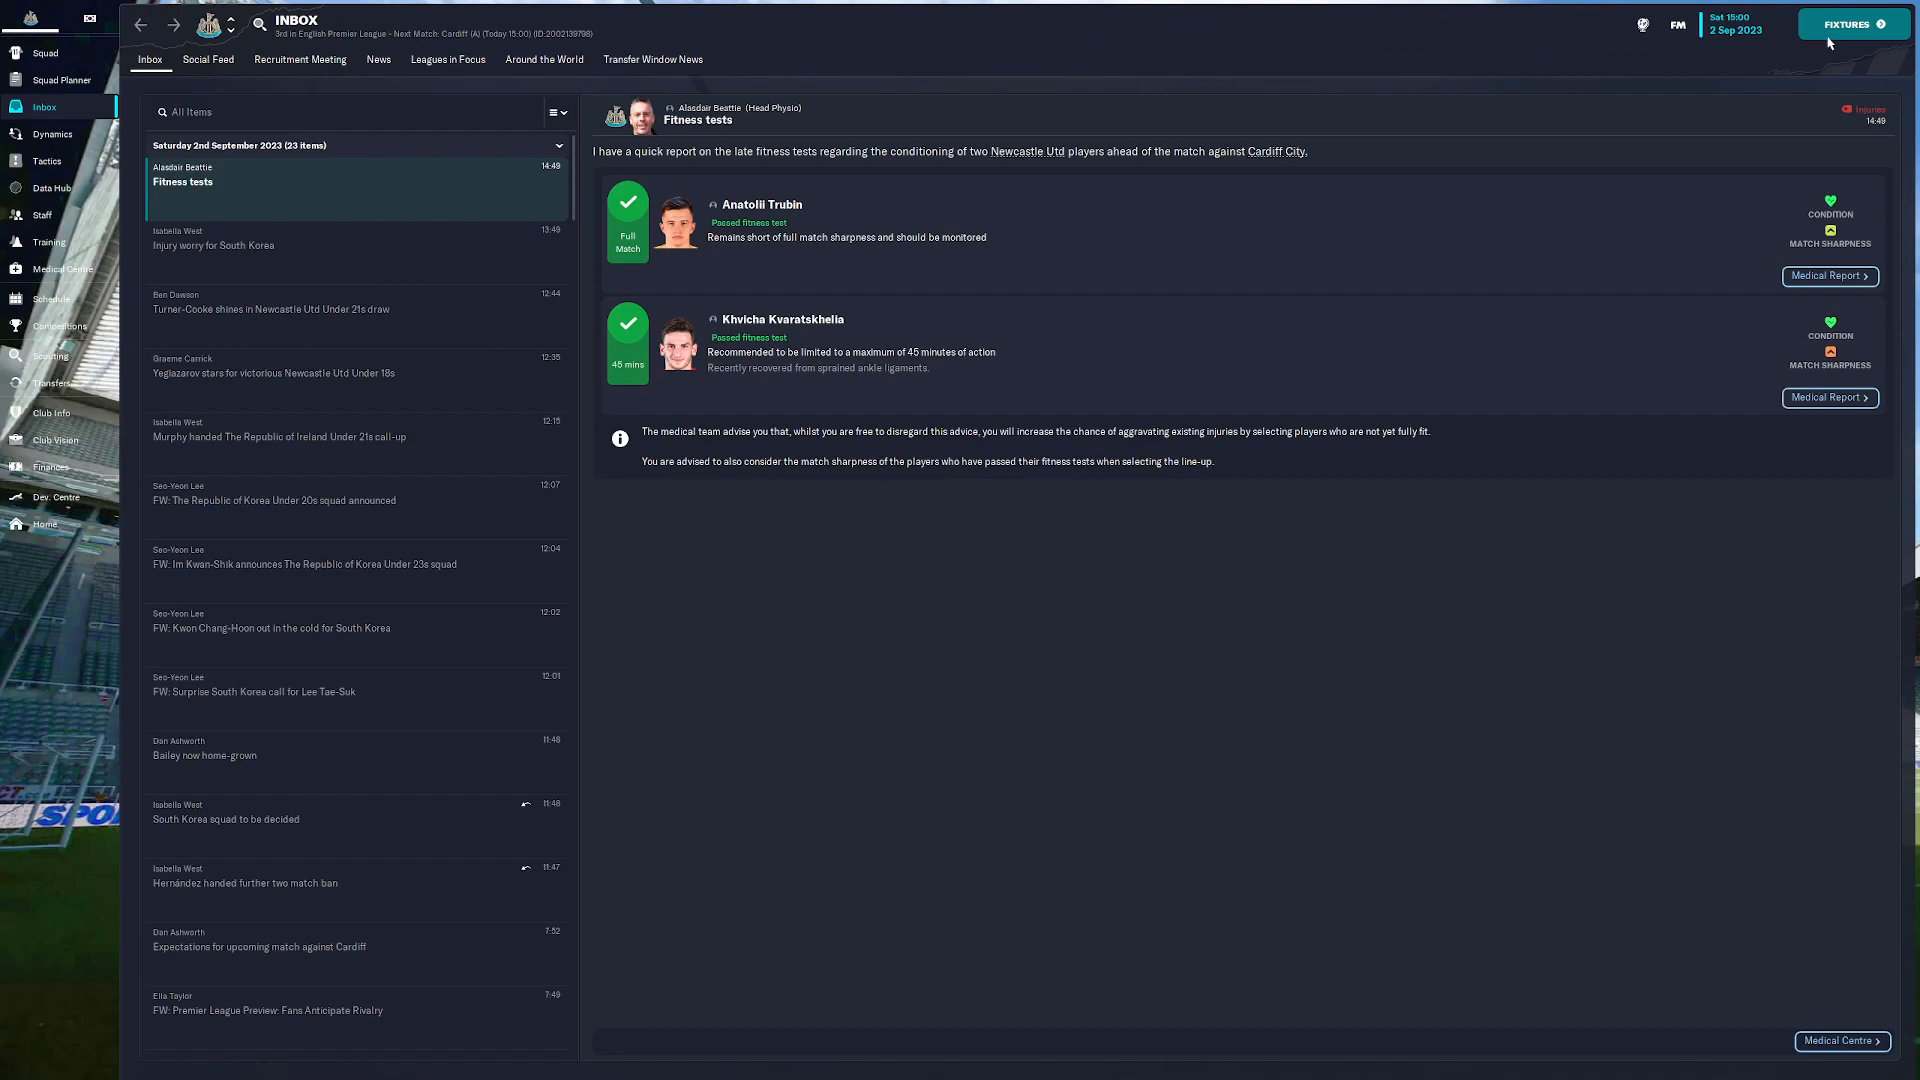 INBOX
3rd in English Premier League - Next Match: Cardiff (A) (Today 15:00) (ID:2002139798)
FM
Sat 15:00
2 Sep 2023
FIXTURES
Squad
Squad Planner
Inbox
Dynamics
Tactics
Data Hub
Staff
Training
Medical Centre
Schedule
Competitions
Scouting
Transfers
Club Info
Club Vision
Finances
Dev. Centre
Home
Inbox
Social Feed
Recruitment Meeting
News
Leagues in Focus
Around the World
Transfer Window News
All Items
Saturday 2nd September 2023 (23 items)
Alasdair Beattie 14:49
Fitness tests
Isabella West 13:49
Injury worry for South Korea
Ben Dawson 12:44
Turner-Cooke shines in Newcastle Utd Under 21s draw
Graeme Carrick 12:35
Yegiazarov stars for victorious Newcastle Utd Under 18s
Isabella West 12:15
Murphy handed The Republic of Ireland Under 21s call-up
Seo-Yeon Lee 12:07
FW: The Republic of Korea Under 20s squad announced
Seo-Yeon Lee 12:04
FW: Im Kwan-Shik announces The Republic of Korea Under 23s squad
Seo-Yeon Lee 12:02
FW: Kwon Chang-Hoon out in the cold for South Korea
Seo-Yeon Lee 12:01
FW: Surprise South Korea call for Lee Tae-Suk
Dan Ashworth 11:48
Bailey now home-grown
Isabella West 11:48
South Korea squad to be decided
Isabella West 11:47
Hernández handed further two match ban
Dan Ashworth 7:52
Expectations for upcoming match against Cardiff
Ella Taylor 7:49
FW: Premier League Preview: Fans Anticipate Rivalry
Alasdair Beattie (Head Physio)
Fitness tests
Injuries
14:49
I have a quick report on the late fitness tests regarding the conditioning of two Newcastle Utd players ahead of the match against Cardiff City.
Full
Match
Anatolii Trubin
Passed fitness test
Remains short of full match sharpness and should be monitored
CONDITION
MATCH SHARPNESS
Medical Report
45 mins
Khvicha Kvaratskhelia
Passed fitness test
Recommended to be limited to a maximum of 45 minutes of action
Recently recovered from sprained ankle ligaments.
CONDITION
MATCH SHARPNESS
Medical Report
The medical team advise you that, whilst you are free to disregard this advice, you will increase the chance of aggravating existing injuries by selecting players who are not yet fully fit.
You are advised to also consider the match sharpness of the players who have passed their fitness tests when selecting the line-up.
Medical Centre